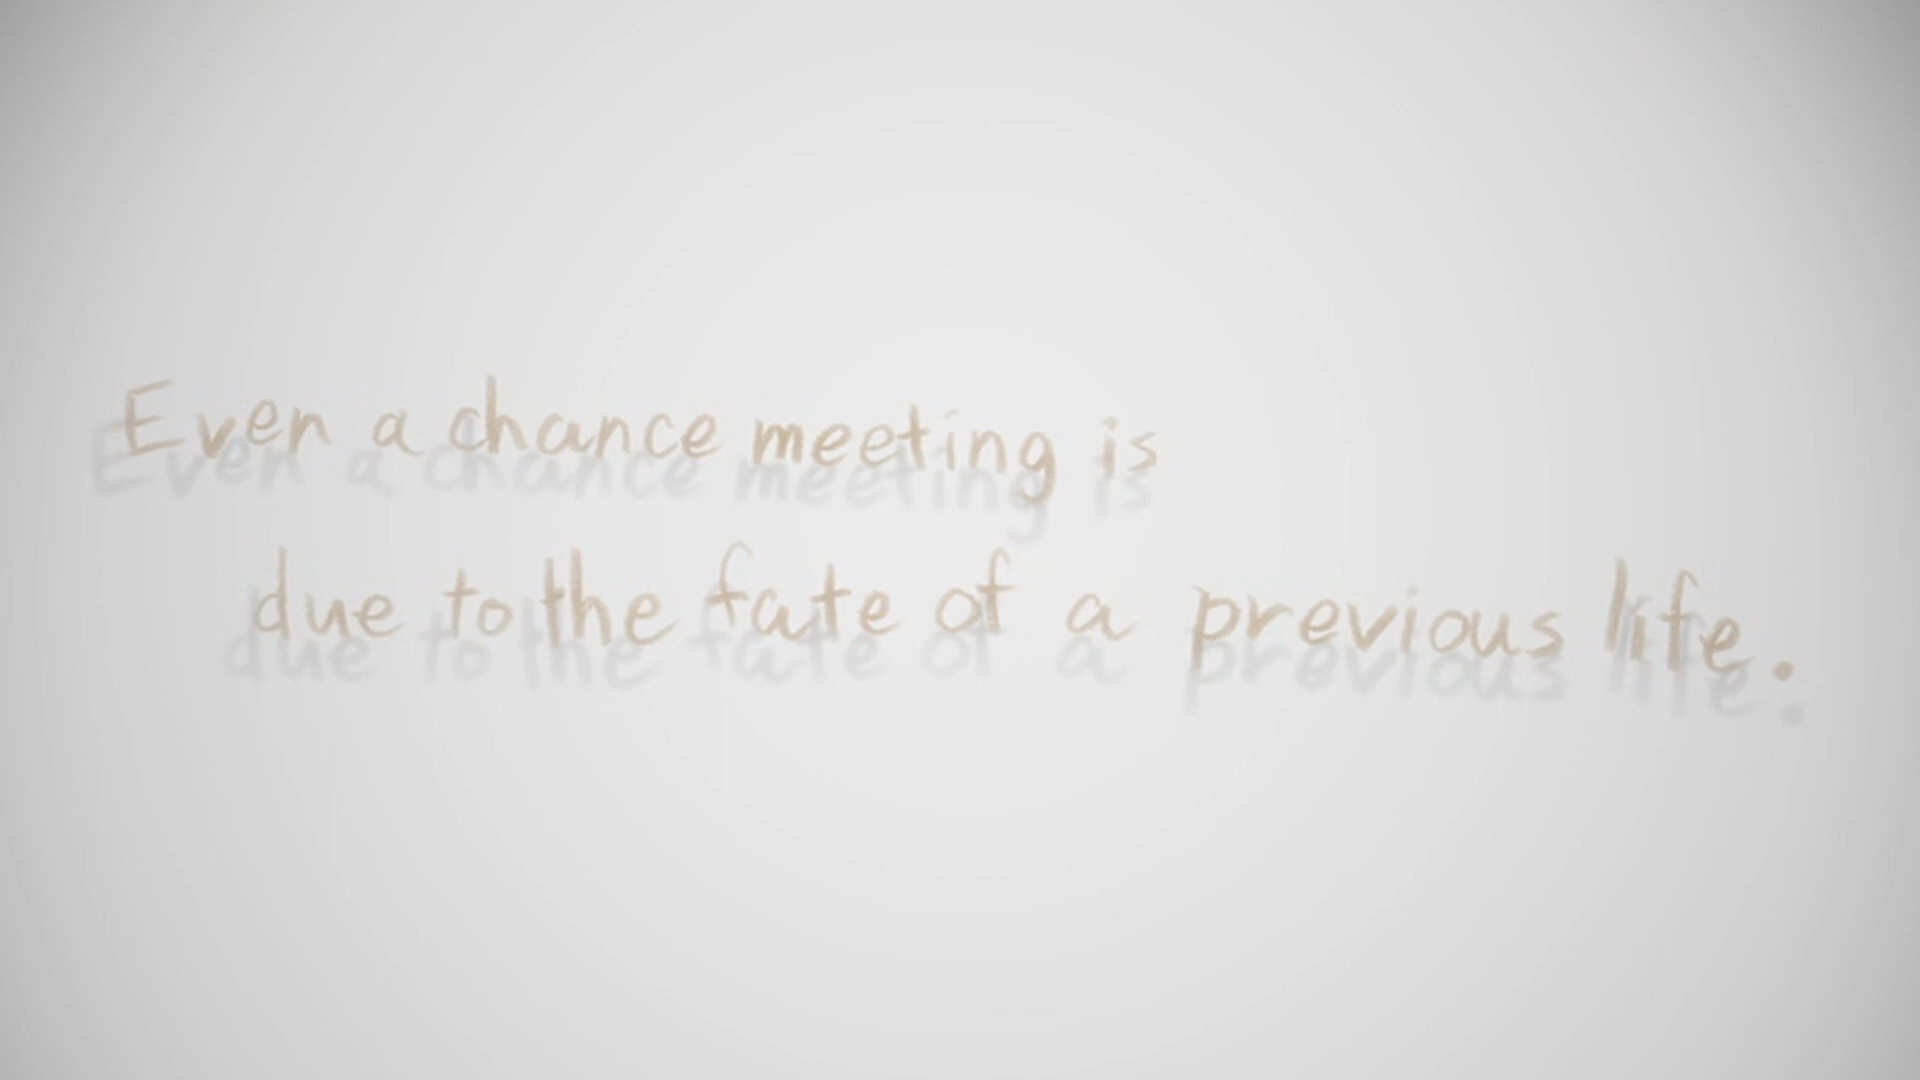 Even a chance meeting is
due to the fate of a previous life.